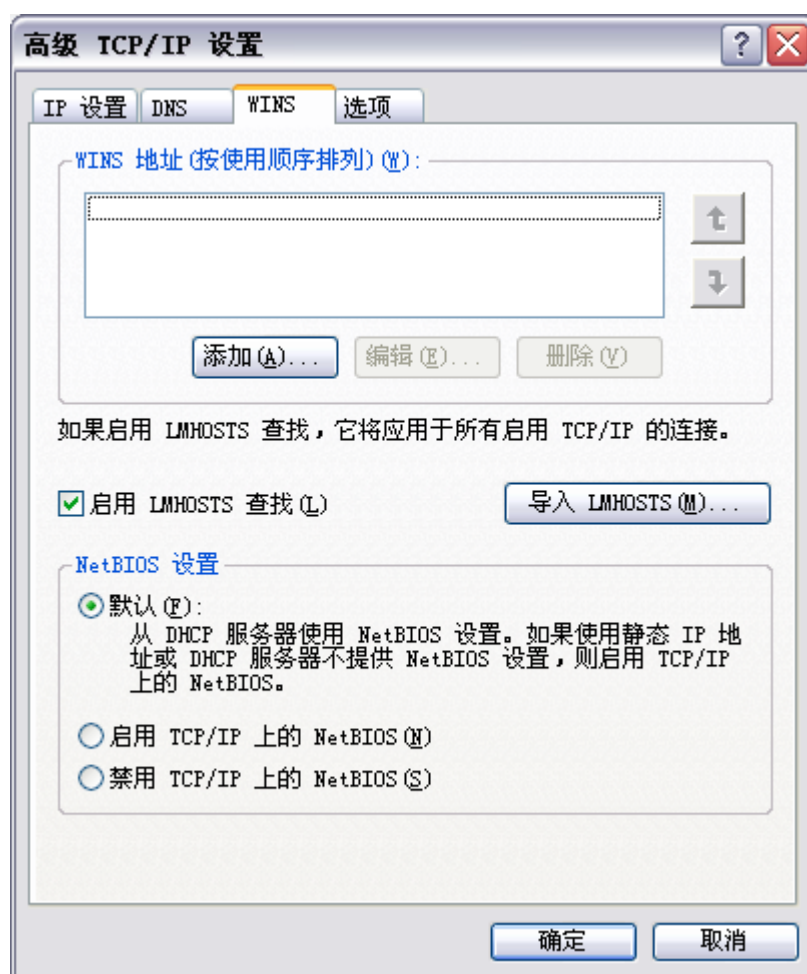 高级 TCP/IP 设置
IP 设置 DNS WINS 选项
WINS 地址(按使用顺序排列)(W):
添加(A)... 编辑(E)... 删除(V)
如果启用 LMHOSTS 查找，它将应用于所有启用 TCP/IP 的连接。
启用 LMHOSTS 查找(L) 导入 LMHOSTS(M)...
NetBIOS 设置
默认(F):
从 DHCP 服务器使用 NetBIOS 设置。如果使用静态 IP 地
址或 DHCP 服务器不提供 NetBIOS 设置，则启用 TCP/IP
上的 NetBIOS。
启用 TCP/IP 上的 NetBIOS(N)
禁用 TCP/IP 上的 NetBIOS(S)
确定 取消